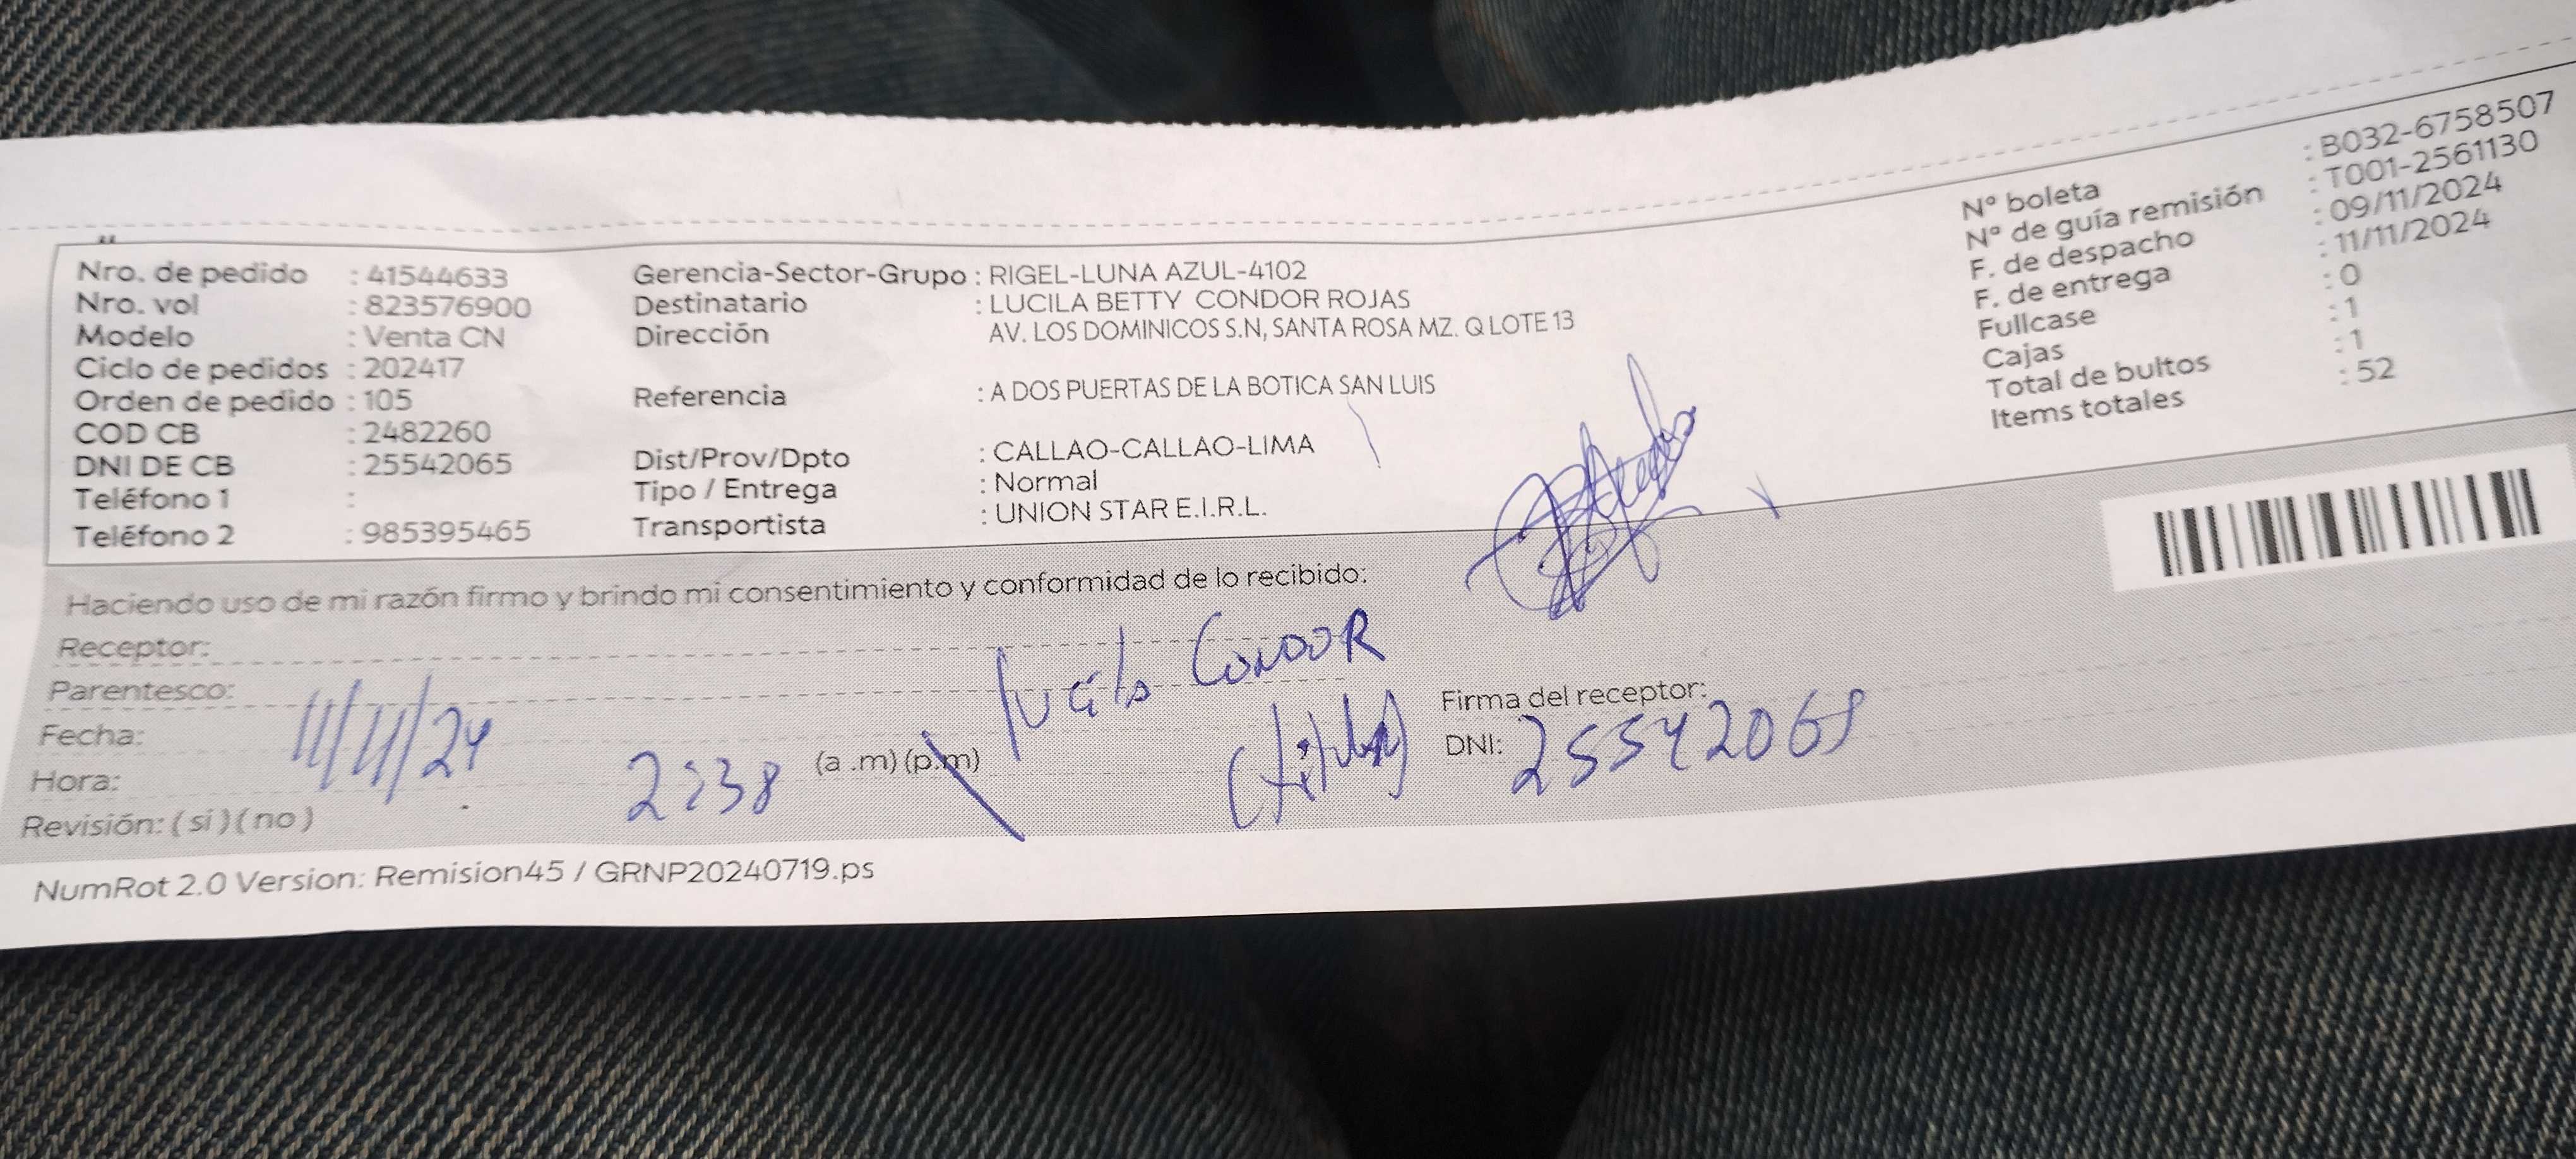 Nro. de pedido : 41544633
Nro. vol : 823576900
Modelo : Venta CN
Ciclo de pedidos : 202417
Orden de pedido : 105
COD CB : 2482260
DNI DE CB : 25542065
Teléfono 1 :
Teléfono 2 : 985395465
Gerencia-Sector-Grupo : RIGEL-LUNA AZUL-4102
Destinatario : LUCILA BETTY CONDOR ROJAS
Dirección AV. LOS DOMINICOS S.N, SANTA ROSA MZ. Q LOTE 13
Referencia : A DOS PUERTAS DE LA BOTICA SAN LUIS
Dist/Prov/Dpto : CALLAO-CALLAO-LIMA
Tipo / Entrega : Normal
Transportista : UNION STAR E.I.R.L.
Nº boleta : B032-6758507
Nº de guía remisión : T001-2561130
F. de despacho : 09/11/2024
F. de entrega : 11/11/2024
Fullcase : 0
Cajas : 1
Total de bultos : 1
Items totales : 52
Haciendo uso de mi razón firmo y brindo mi consentimiento y conformidad de lo recibido:
Receptor: Lucila CONDOR
Parentesco: (titular)
Fecha: 11/11/24
Hora: 2:38 (a .m) (p.m)
Revisión: ( si ) ( no )
Firma del receptor:
DNI: 25542065
NumRot 2.0 Version: Remision45 / GRNP20240719.ps